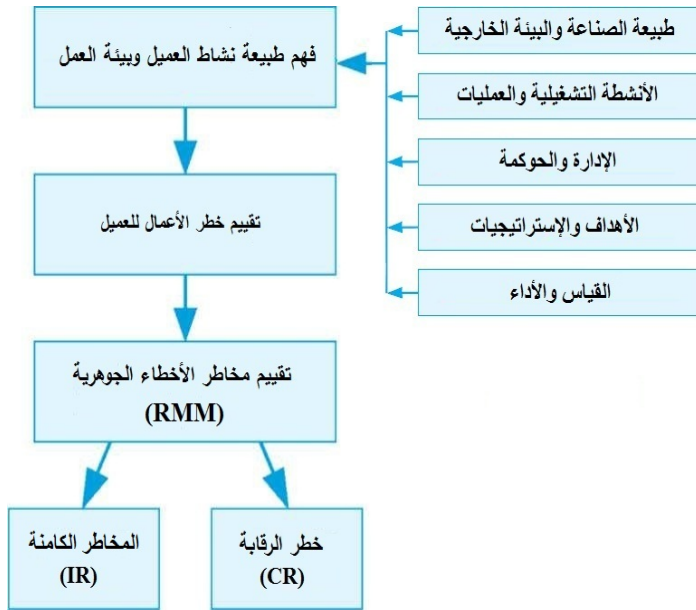 فهم طبيعة نشاط العميل وبيئة العمل
طبيعة الصناعة والبيئة الخارجية
الأنشطة التشغيلية والعمليات
الإدارة والحوكمة
الأهداف والإستراتيجيات
القياس والأداء
تقييم خطر الأعمال للعميل
تقييم مخاطر الأخطاء الجوهرية
(RMM)
المخاطر الكامنة
(IR)
خطر الرقابة
(CR)